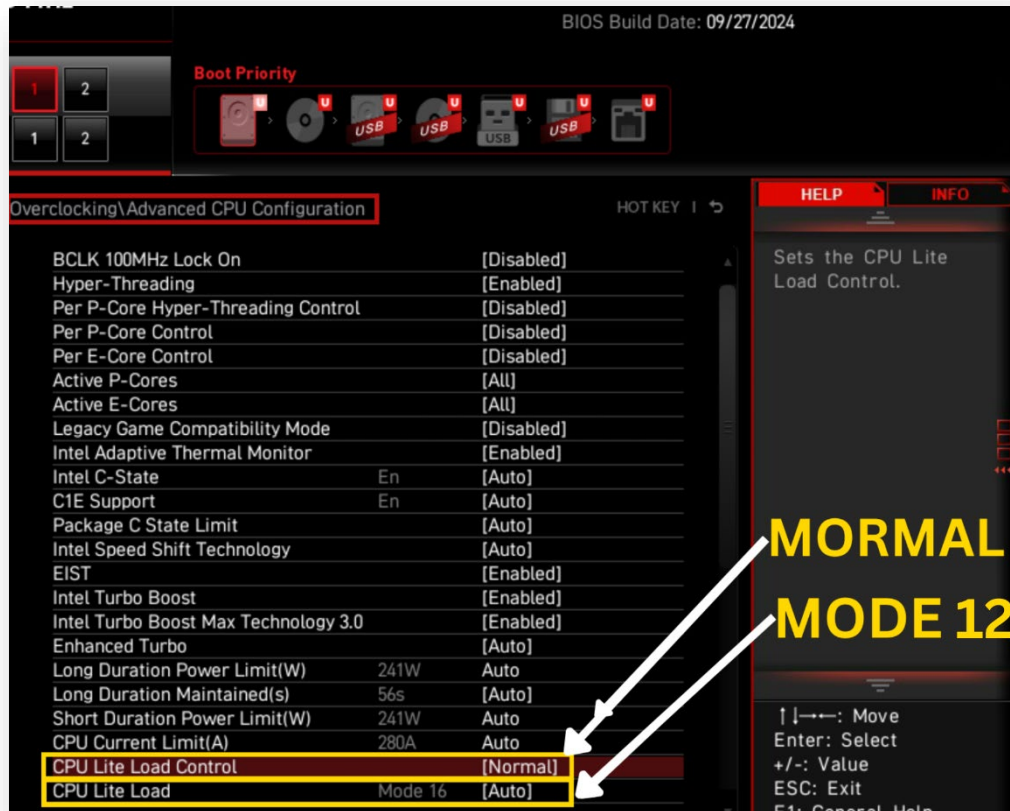 BIOS Build Date: 09/27/2024
Boot Priority
1 2
1 2
U U U U U U U
USB USB USB USB
Overclocking\Advanced CPU Configuration
HOT KEY |
HELP INFO
Sets the CPU Lite
Load Control.
BCLK 100MHz Lock On [Disabled]
Hyper-Threading [Enabled]
Per P-Core Hyper-Threading Control [Disabled]
Per P-Core Control [Disabled]
Per E-Core Control [Disabled]
Active P-Cores [All]
Active E-Cores [All]
Legacy Game Compatibility Mode [Disabled]
Intel Adaptive Thermal Monitor [Enabled]
Intel C-State En [Auto]
C1E Support En [Auto]
Package C State Limit [Auto]
Intel Speed Shift Technology [Auto]
EIST [Enabled]
Intel Turbo Boost [Enabled]
Intel Turbo Boost Max Technology 3.0 [Enabled]
Enhanced Turbo [Auto]
Long Duration Power Limit(W) 241W Auto
Long Duration Maintained(s) 56s [Auto]
Short Duration Power Limit(W) 241W Auto
CPU Current Limit(A) 280A Auto
CPU Lite Load Control [Normal]
CPU Lite Load Mode 16 [Auto]
MORMAL
MODE 12
↑↓→←: Move
Enter: Select
+/-: Value
ESC: Exit
F1: General Help